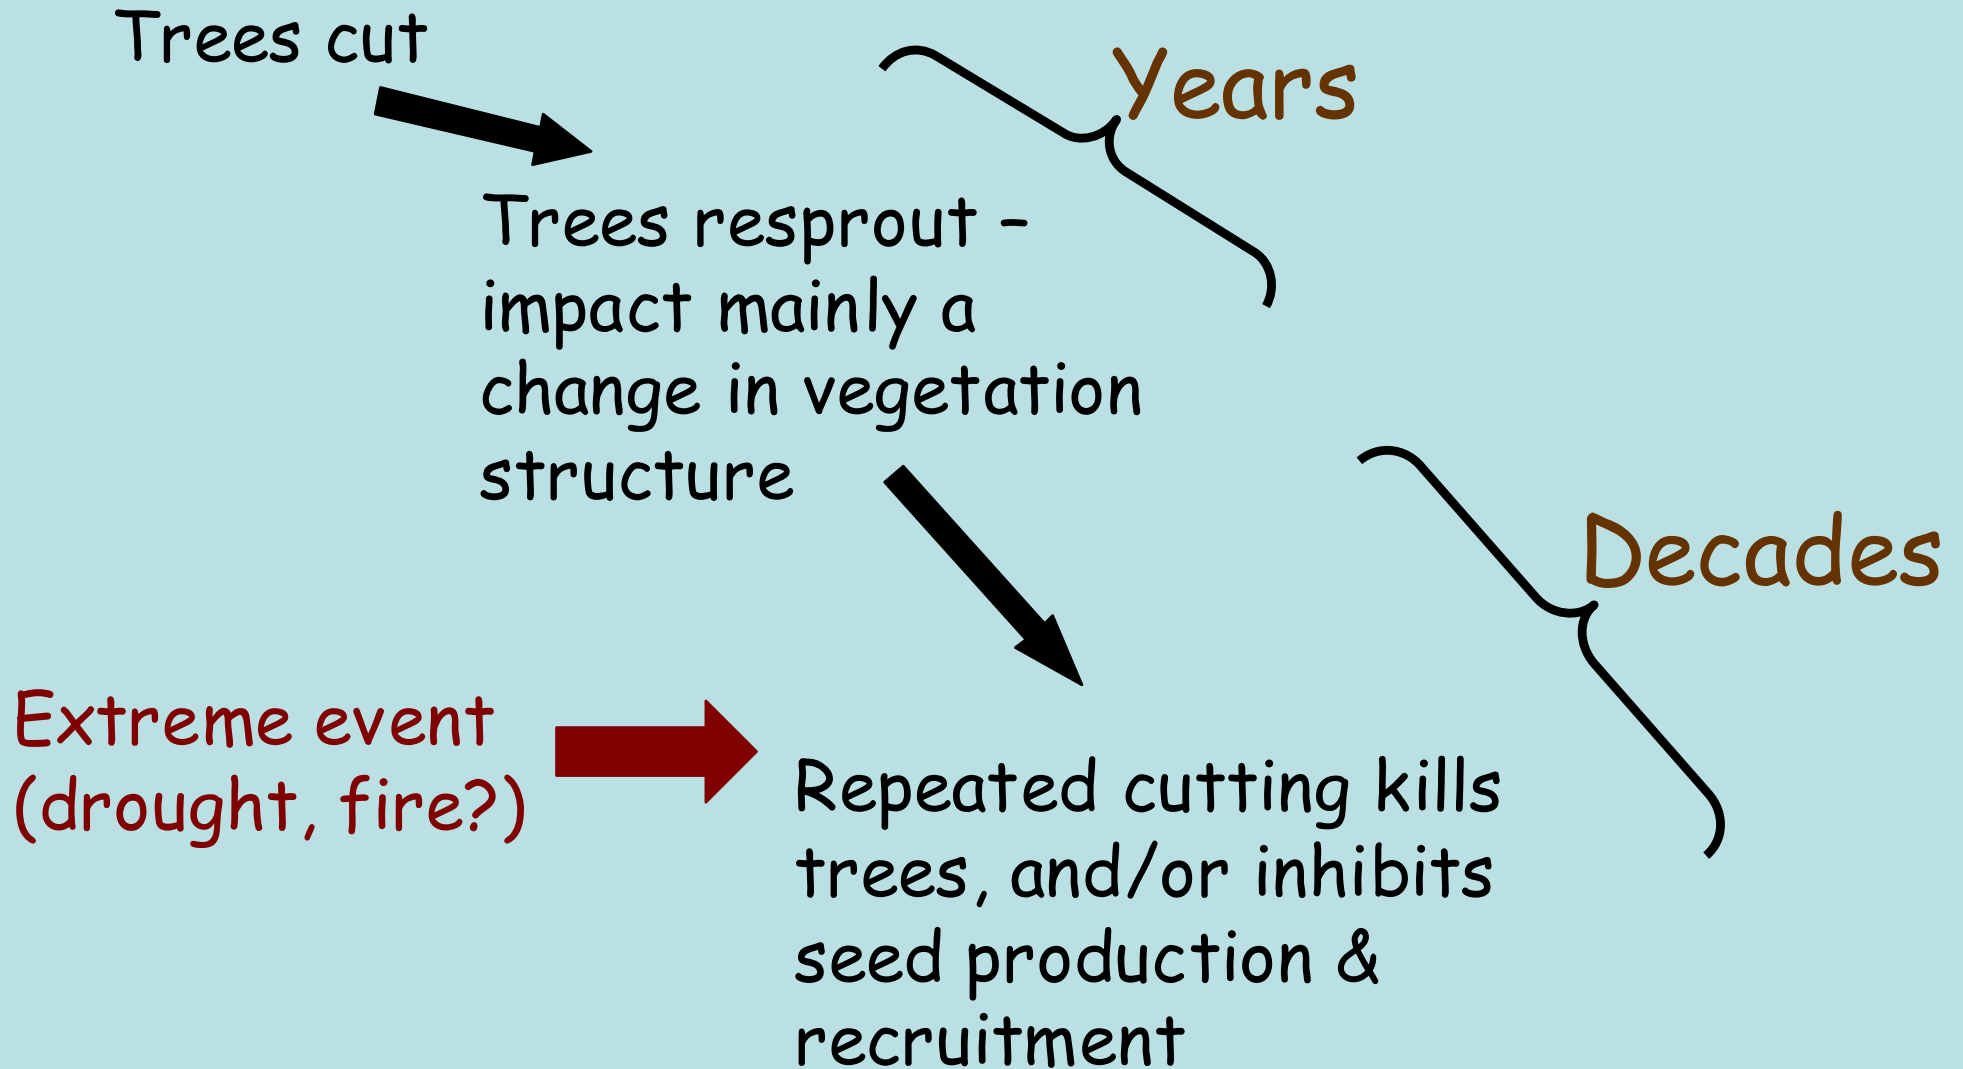 Trees cut
Years
Trees resprout –
impact mainly a
change in vegetation
structure
Decades
Extreme event
(drought, fire?)
Repeated cutting kills
trees, and/or inhibits
seed production &
recruitment